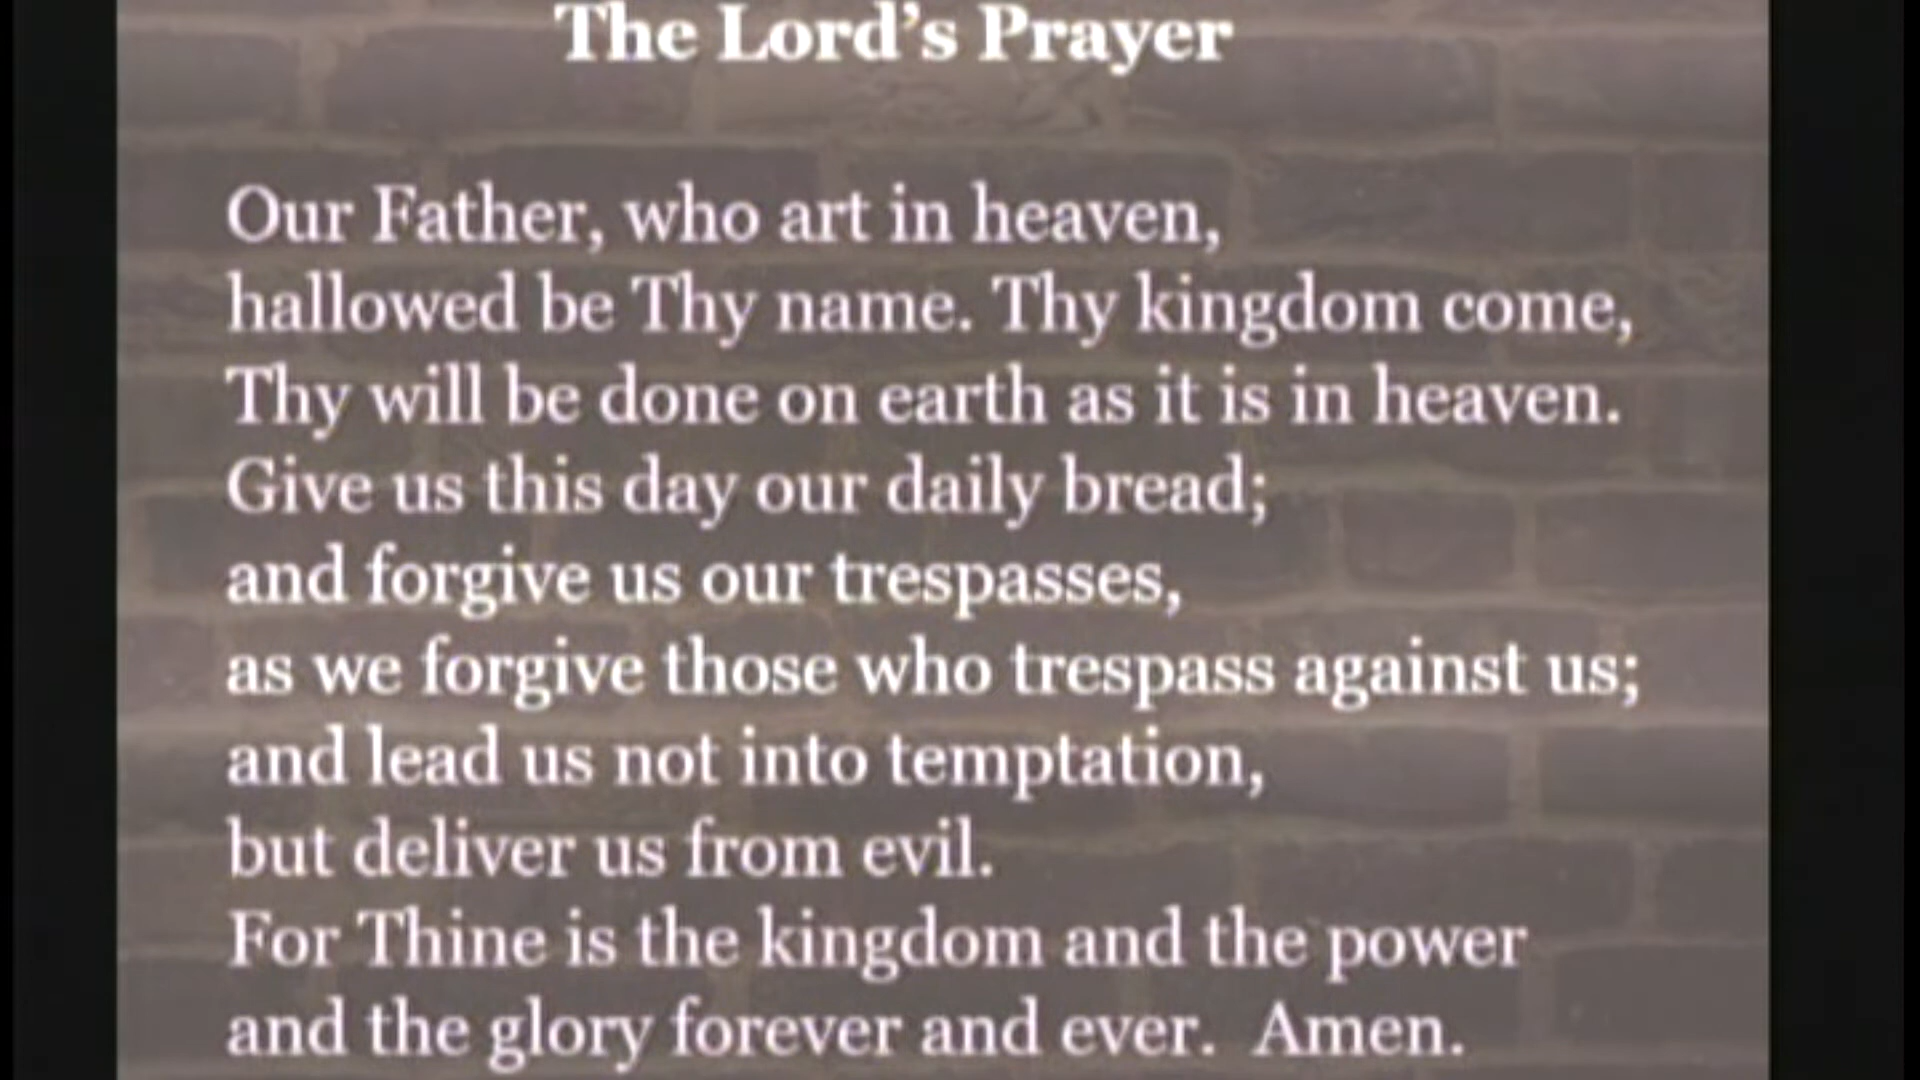 The Lord’s Prayer
Our Father, who art in heaven,
hallowed be Thy name. Thy kingdom come,
Thy will be done on earth as it is in heaven.
Give us this day our daily bread;
and forgive us our trespasses,
as we forgive those who trespass against us;
and lead us not into temptation,
but deliver us from evil.
For Thine is the kingdom and the power
and the glory forever and ever.  Amen.